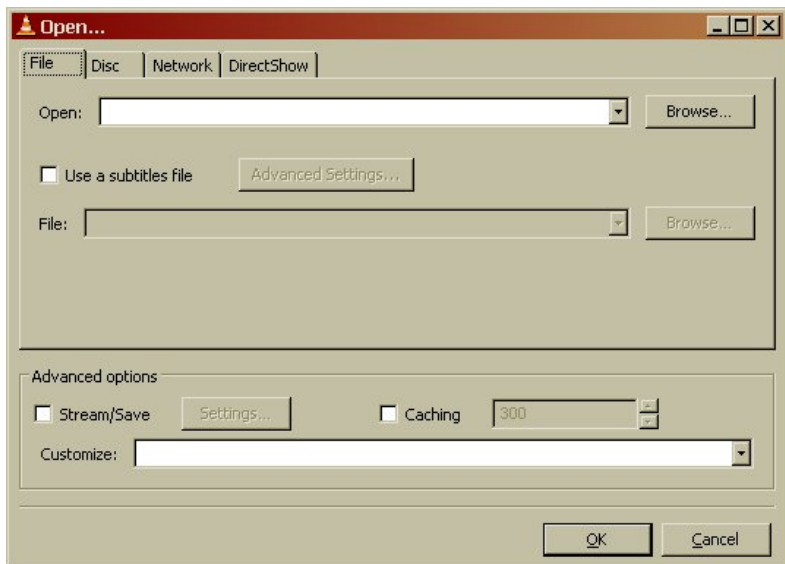 Open...
File Disc Network DirectShow
Open: Browse...
Use a subtitles file Advanced Settings...
File: Browse...
Advanced options
Stream/Save Settings... Caching 300
Customize:
OK Cancel